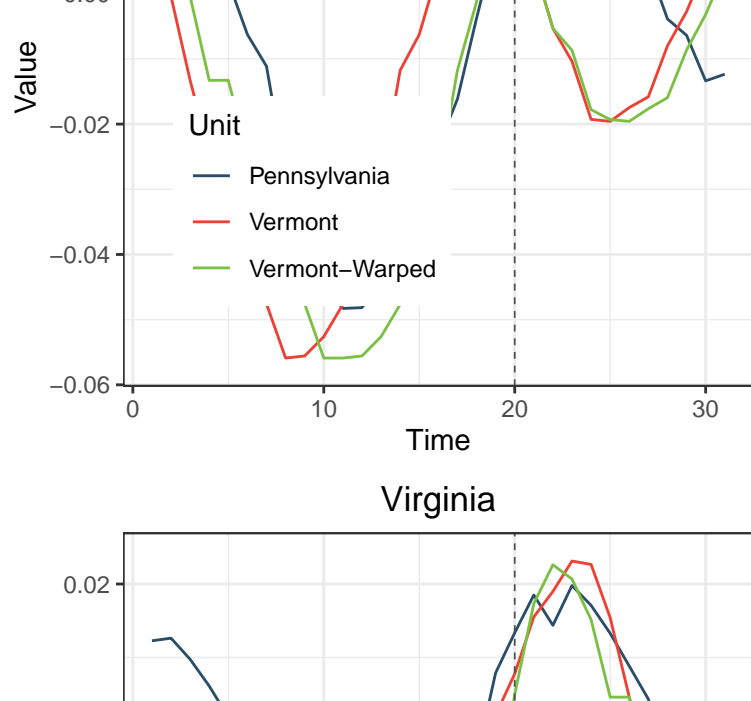 Value
−0.02
Unit
Pennsylvania
Vermont
Vermont−Warped
−0.04
−0.06
0 10 20 30
Time
Virginia
0.02